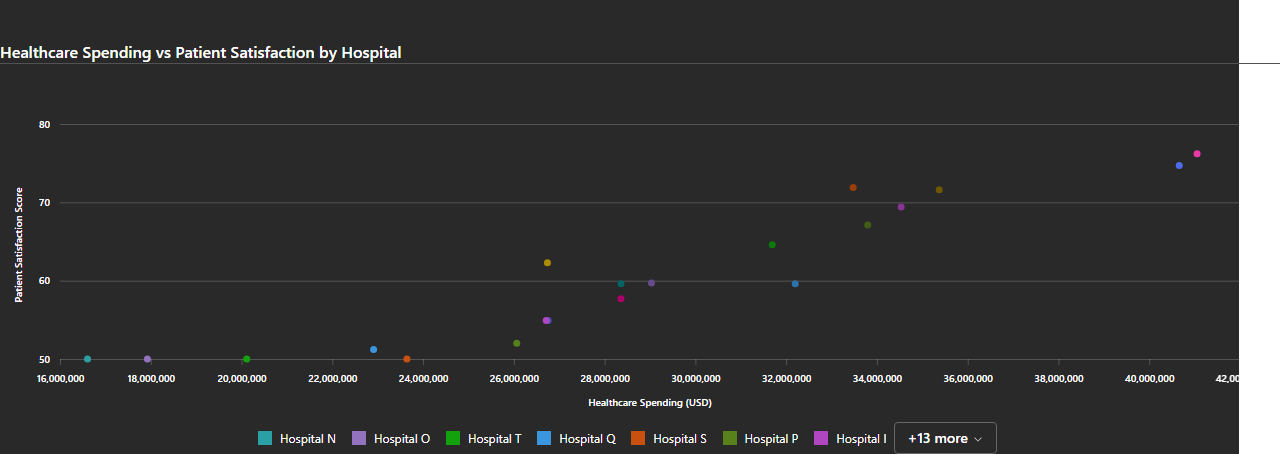 Healthcare Spending vs Patient Satisfaction by Hospital
80
70
60
50
Patient Satisfaction Score
16,000,000 18,000,000 20,000,000 22,000,000 24,000,000 26,000,000 28,000,000 30,000,000 32,000,000 34,000,000 36,000,000 38,000,000 40,000,000 42,00
Healthcare Spending (USD)
Hospital N Hospital O Hospital T Hospital Q Hospital S Hospital P Hospital I +13 more